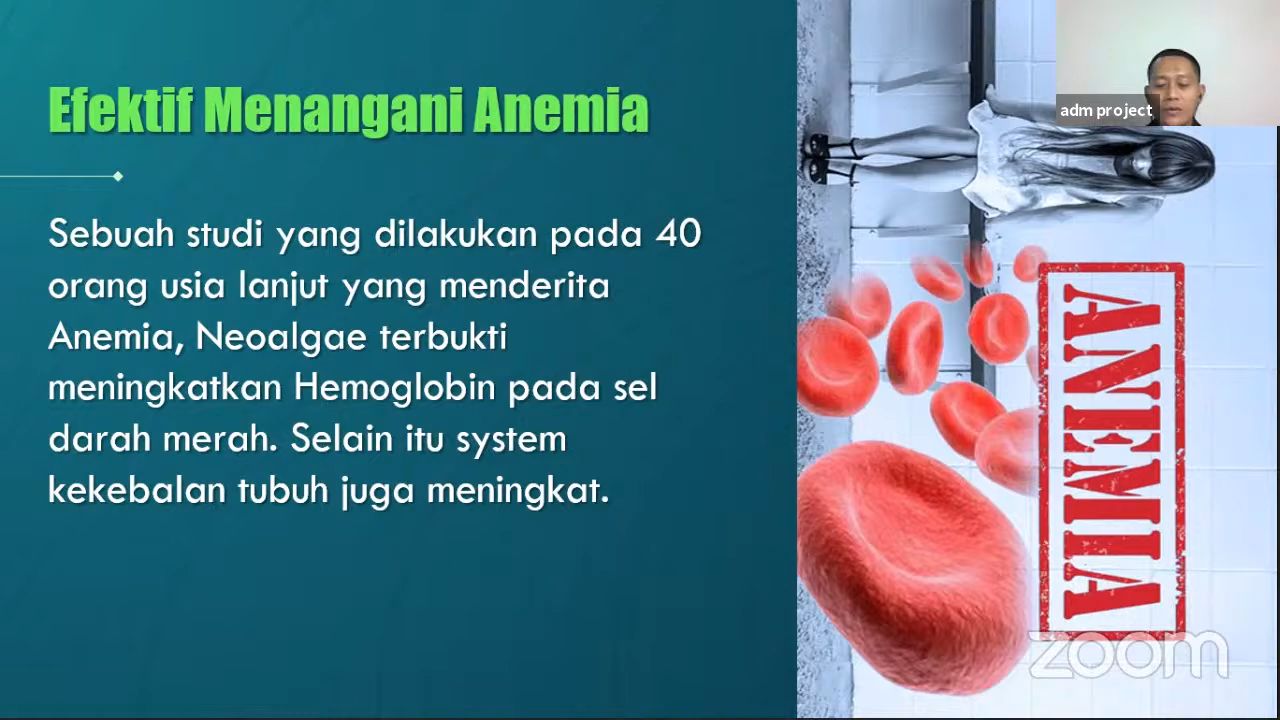 Efektif Menangani Anemia
Sebuah studi yang dilakukan pada 40
orang usia lanjut yang menderita
Anemia, Neoalgae terbukti
meningkatkan Hemoglobin pada sel
darah merah. Selain itu system
kekebalan tubuh juga meningkat.
adm project
ANEMIA
zoom